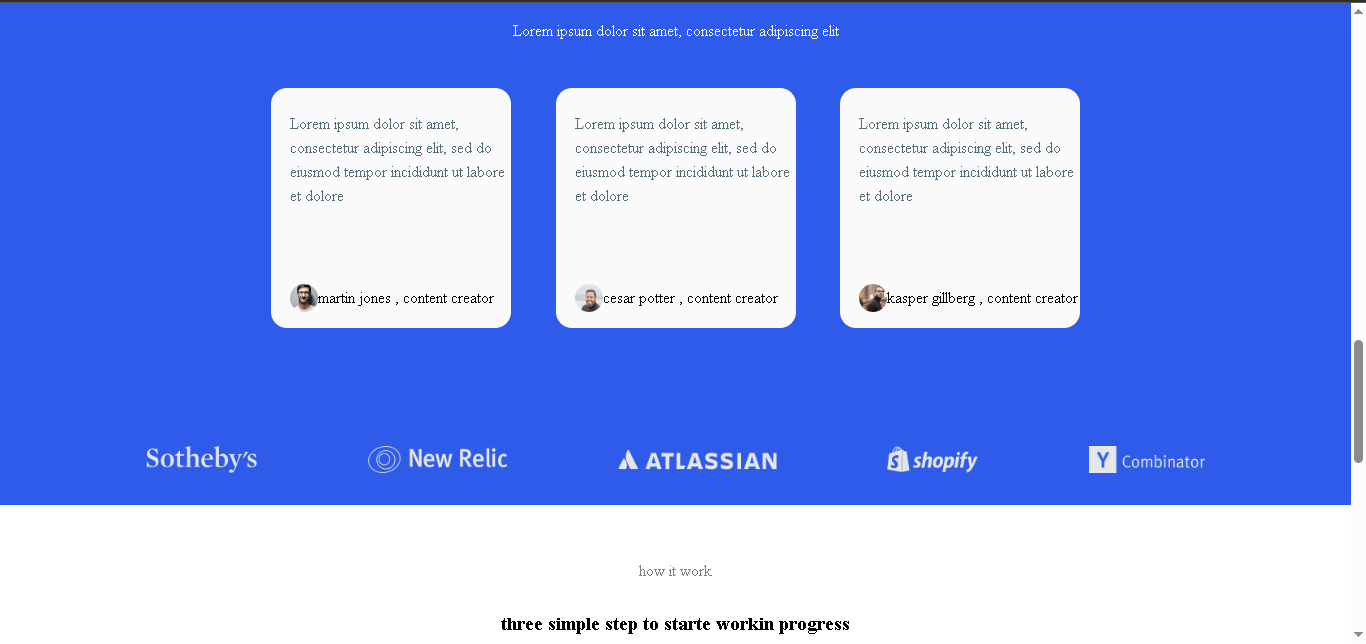 Lorem ipsum dolor sit amet, consectetur adipiscing elit
Lorem ipsum dolor sit amet,
consectetur adipiscing elit, sed do
eiusmod tempor incididunt ut labore
et dolore
martin jones , content creator
Lorem ipsum dolor sit amet,
consectetur adipiscing elit, sed do
eiusmod tempor incididunt ut labore
et dolore
cesar potter , content creator
Lorem ipsum dolor sit amet,
consectetur adipiscing elit, sed do
eiusmod tempor incididunt ut labore
et dolore
kasper gillberg , content creator
Sotheby's
New Relic
ATLASSIAN
shopify
Y Combinator
how it work
three simple step to starte workin progress